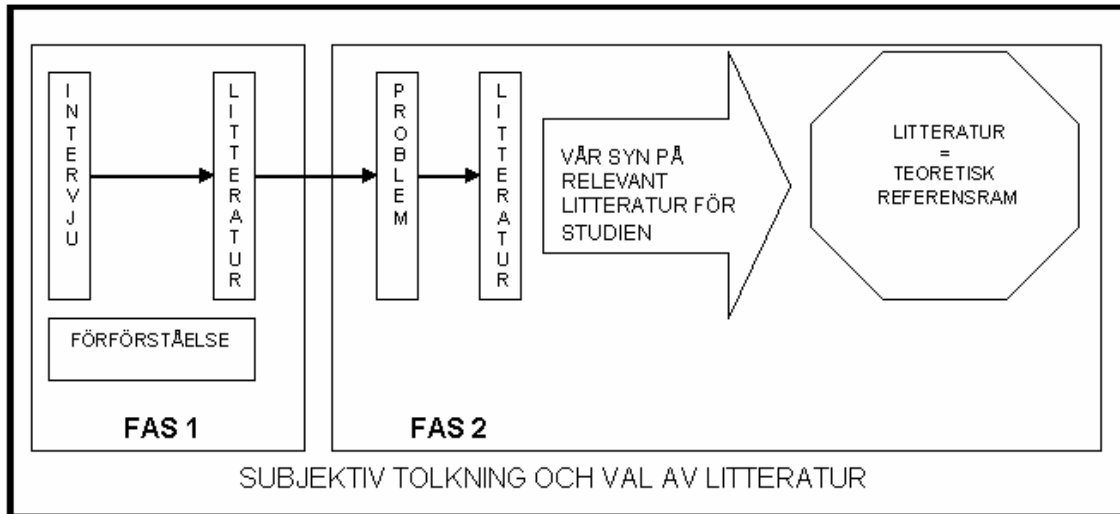 INTERVJU
LITTERATUR
FÖRFÖRSTÅELSE
FAS 1
PROBLEM
LITTERATUR
VÅR SYN PÅ
RELEVANT
LITTERATUR FÖR
STUDIEN
LITTERATUR
=
TEORETISK
REFERENSRAM
FAS 2
SUBJEKTIV TOLKNING OCH VAL AV LITTERATUR